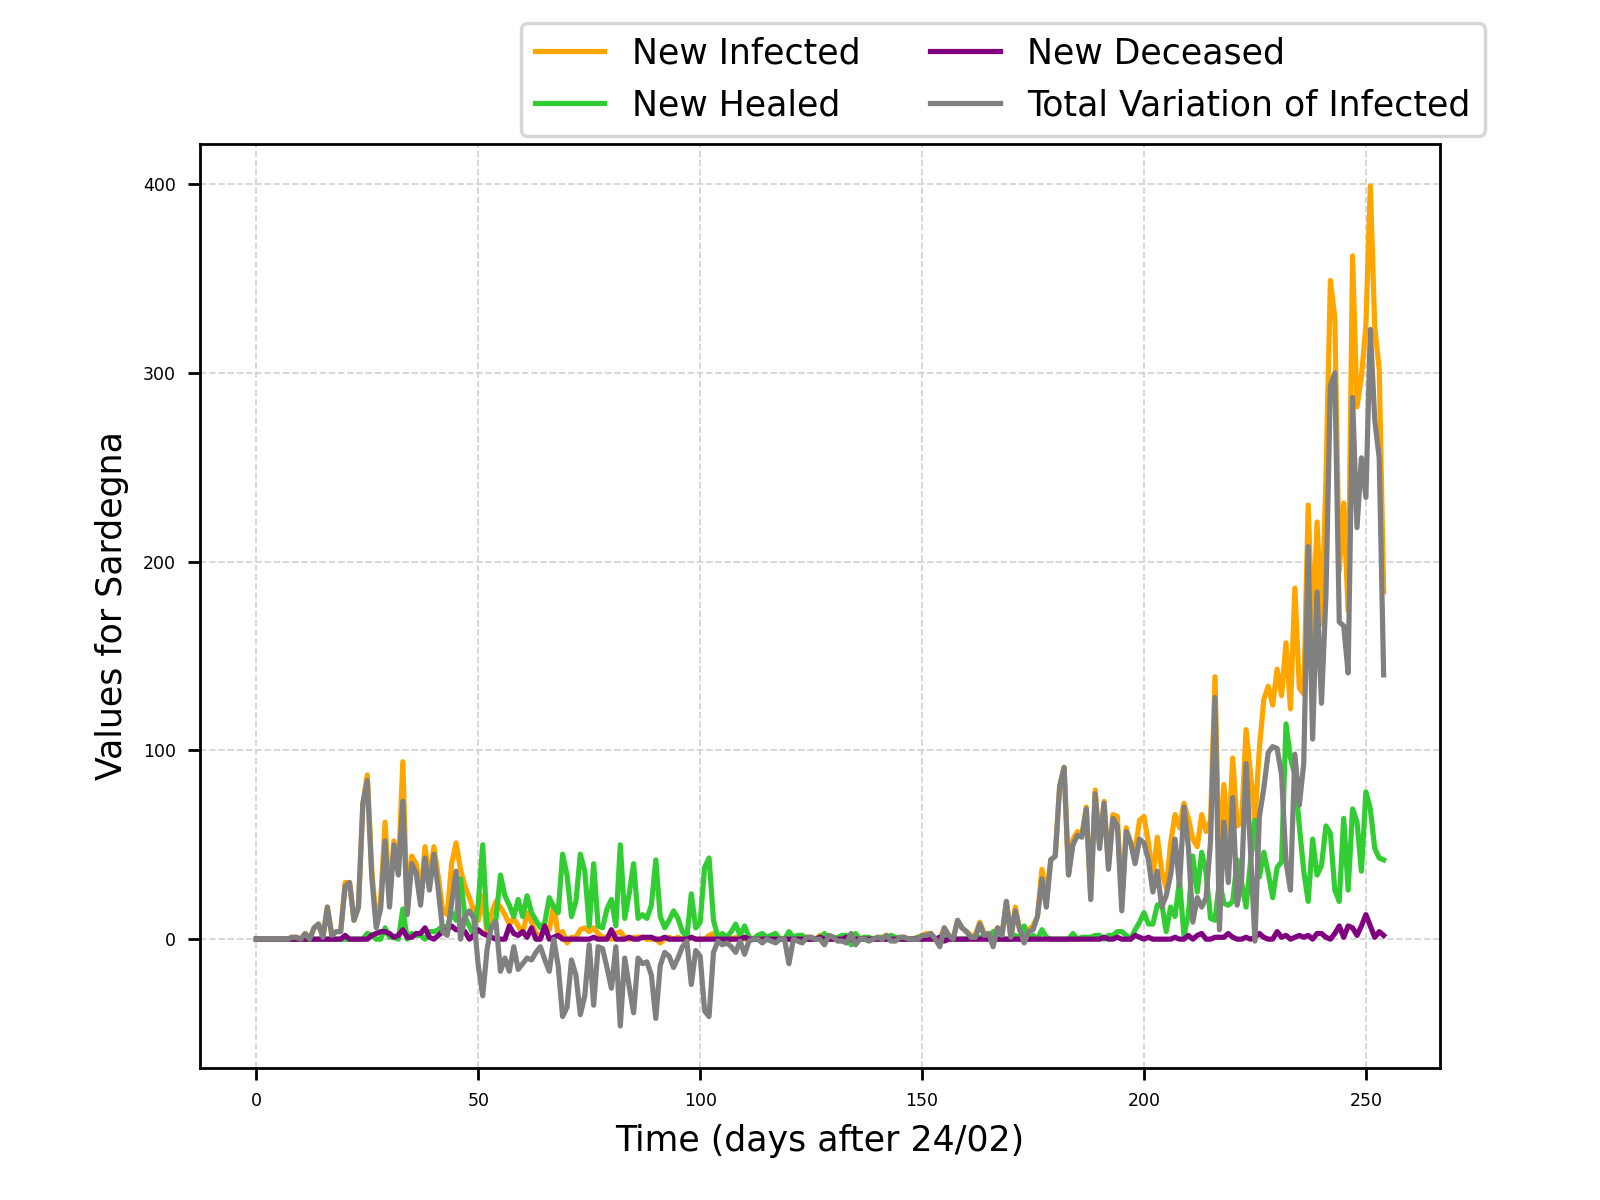 New Infected
New Healed
New Deceased
Total Variation of Infected
Values for Sardegna
400
300
200
100
0
0 50 100 150 200 250
Time (days after 24/02)